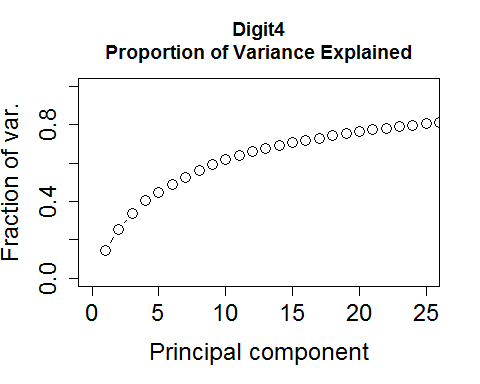 Digit4
Proportion of Variance Explained
Fraction of var.
0.8
0.4
0.0
0 5 10 15 20 25
Principal component